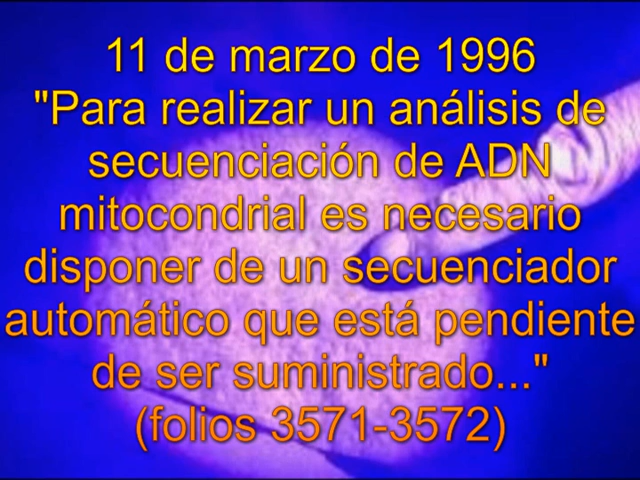 11 de marzo de 1996
"Para realizar un análisis de
secuenciación de ADN
mitocondrial es necesario
disponer de un secuenciador
automático que está pendiente
de ser suministrado..."
(folios 3571-3572)